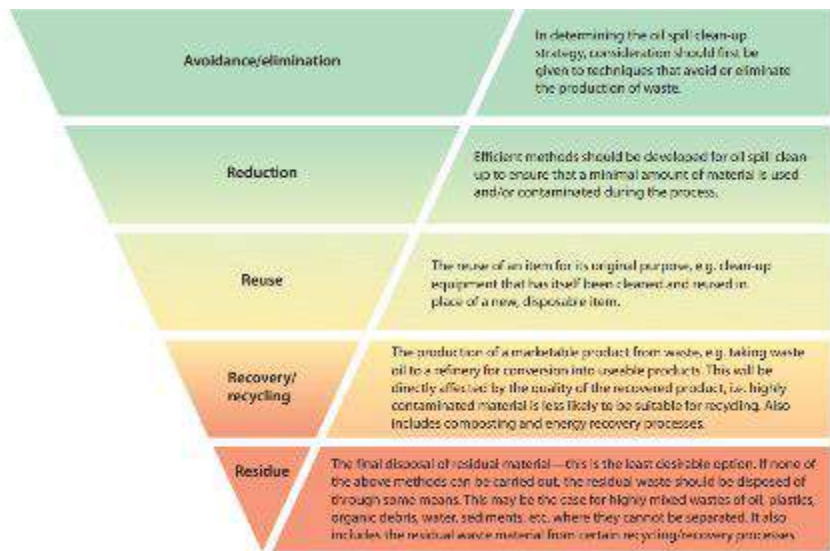 Avoidance/elimination
In determining the oil spill clean-up
strategy, consideration should first be
given to techniques that avoid or eliminate
the production of waste.
Reduction
Efficient methods should be developed for oil spill clean-
up to ensure that a minimal amount of material is used
and/or contaminated during the process.
Reuse
The reuse of an item for its original purpose, e.g. clean-up
equipment that has itself been cleaned and reused in
place of a new, disposable item.
Recovery/
recycling
The production of a marketable product from waste, e.g. taking waste
oil to a refinery for conversion into useable products. This will be
directly affected by the quality of the recovered product, i.e. highly
contaminated material is less likely to be suitable for recycling. Also
includes composting and energy recovery processes.
Residue
The final disposal of residual material—this is the least desirable option. If none of
the above methods can be carried out, the residual waste should be disposed of
through some means. This may be the case for highly mixed wastes of oil, plastics,
organic debris, water, sediments, etc. where they cannot be separated. It also
includes the residual waste material from certain recycling/recovery processes